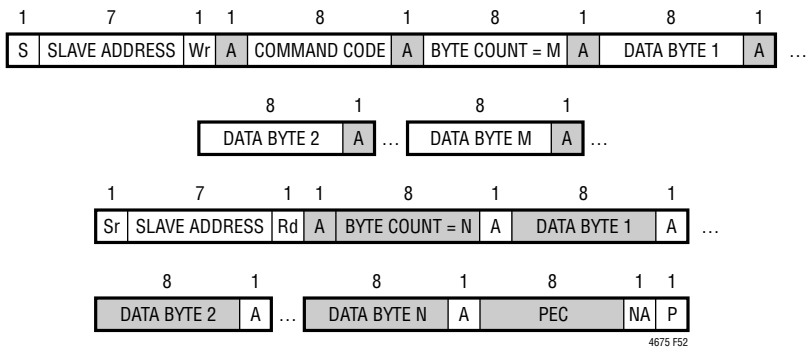 1 7 1 1 8 1 8 1 8 1
S SLAVE ADDRESS Wr A COMMAND CODE A BYTE COUNT = M A DATA BYTE 1 A …
8 1 8 1
DATA BYTE 2 A … DATA BYTE M A …
1 7 1 1 8 1 8 1
Sr SLAVE ADDRESS Rd A BYTE COUNT = N A DATA BYTE 1 A …
8 1 8 1 8 1 1
DATA BYTE 2 A … DATA BYTE N A PEC NA P
4675 F52